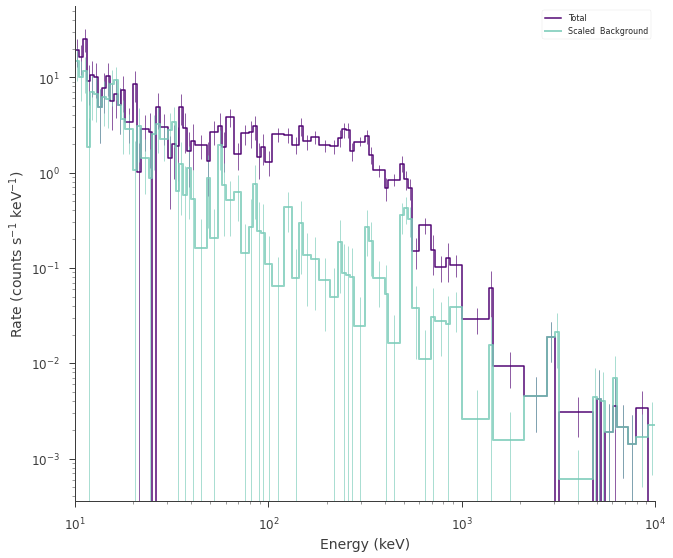 Total
Scaled Background
Rate (counts s⁻¹ keV⁻¹)
10¹
10⁰
10⁻¹
10⁻²
10⁻³
10¹ 10² 10³ 10⁴
Energy (keV)